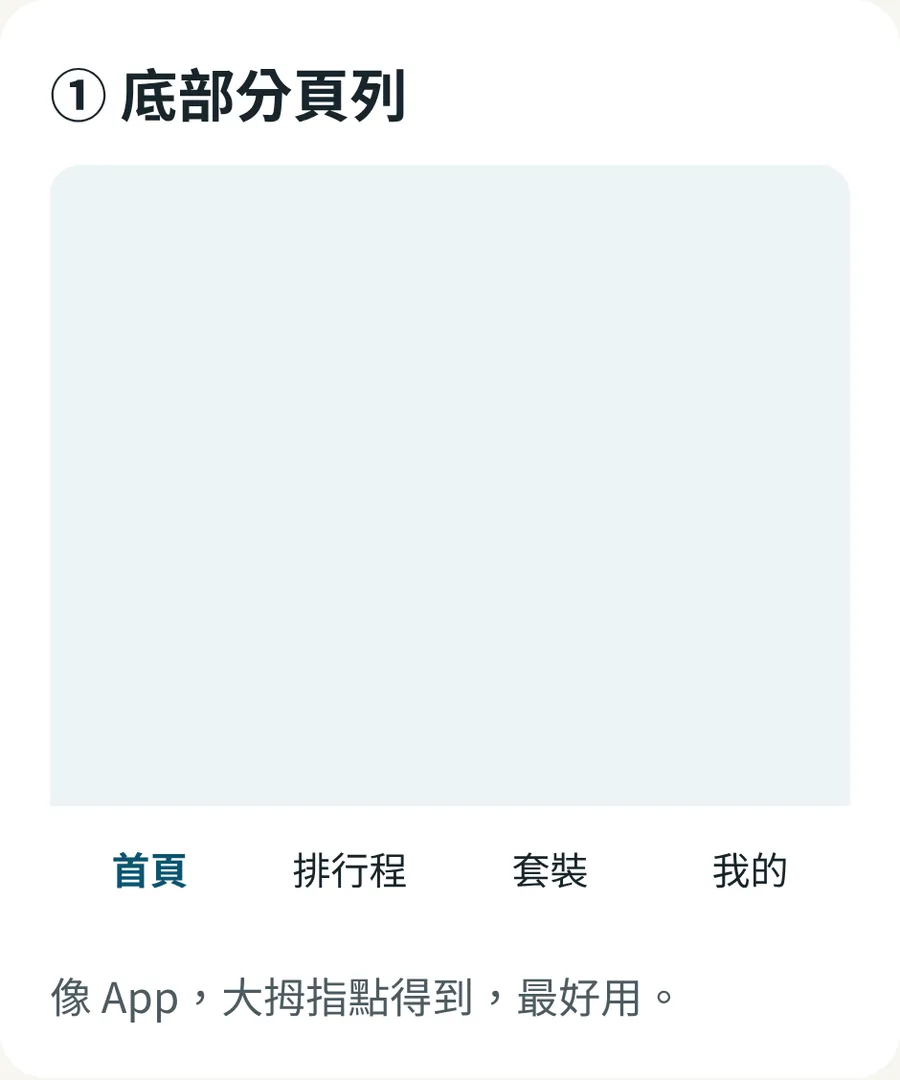 ① 底部分頁列
首頁 排行程 套裝 我的
像 App，大拇指點得到，最好用。